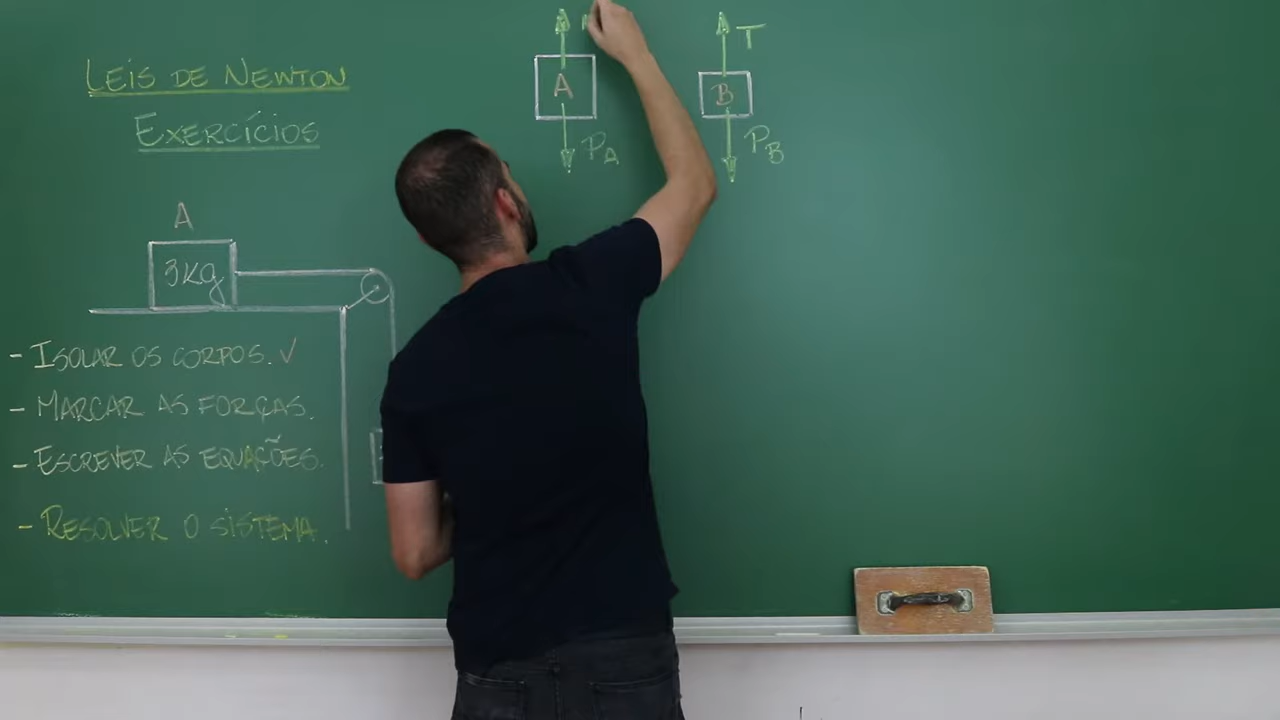 LEIS DE NEWTON
EXERCÍCIOS
A
3Kg
- ISOLAR OS CORPOS. ✓
- MARCAR AS FORÇAS.
- ESCREVER AS EQUAÇÕES.
- RESOLVER O SISTEMA.
A
P_A
T
B
P_B